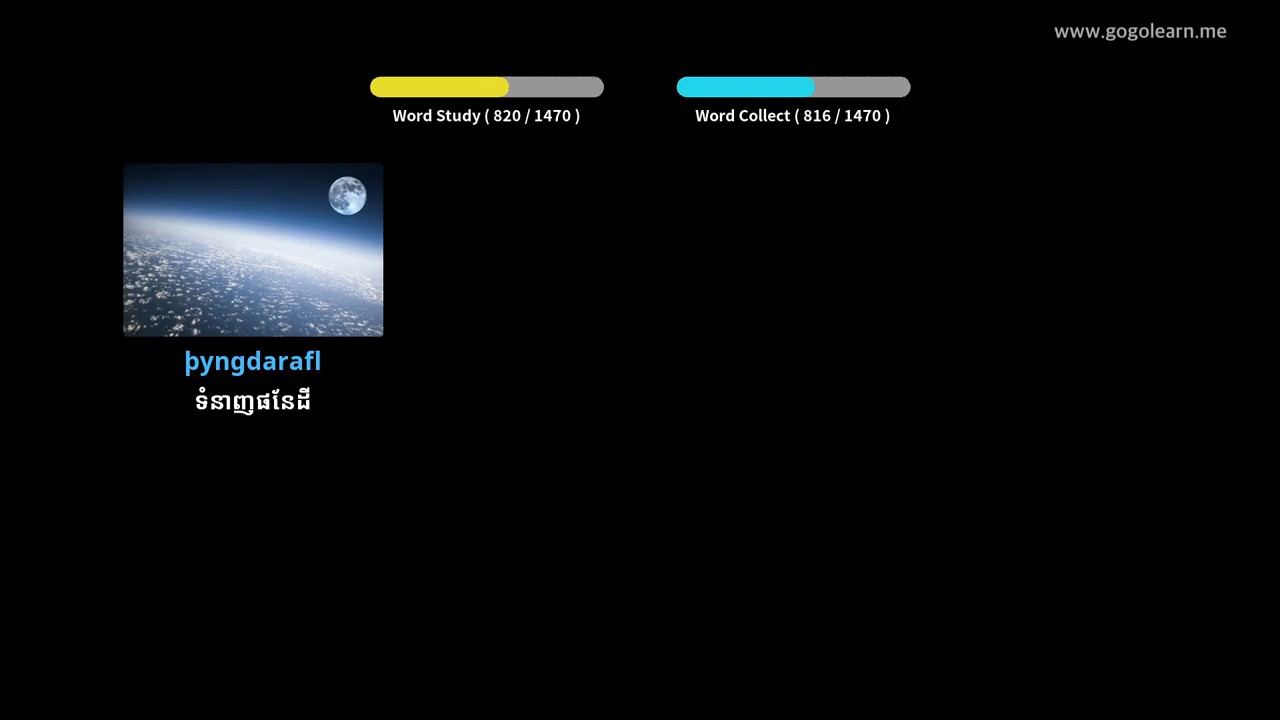 www.gogolearn.me
Word Study ( 820 / 1470 )
Word Collect ( 816 / 1470 )
þyngdarafl
ទំនាញផែនដី